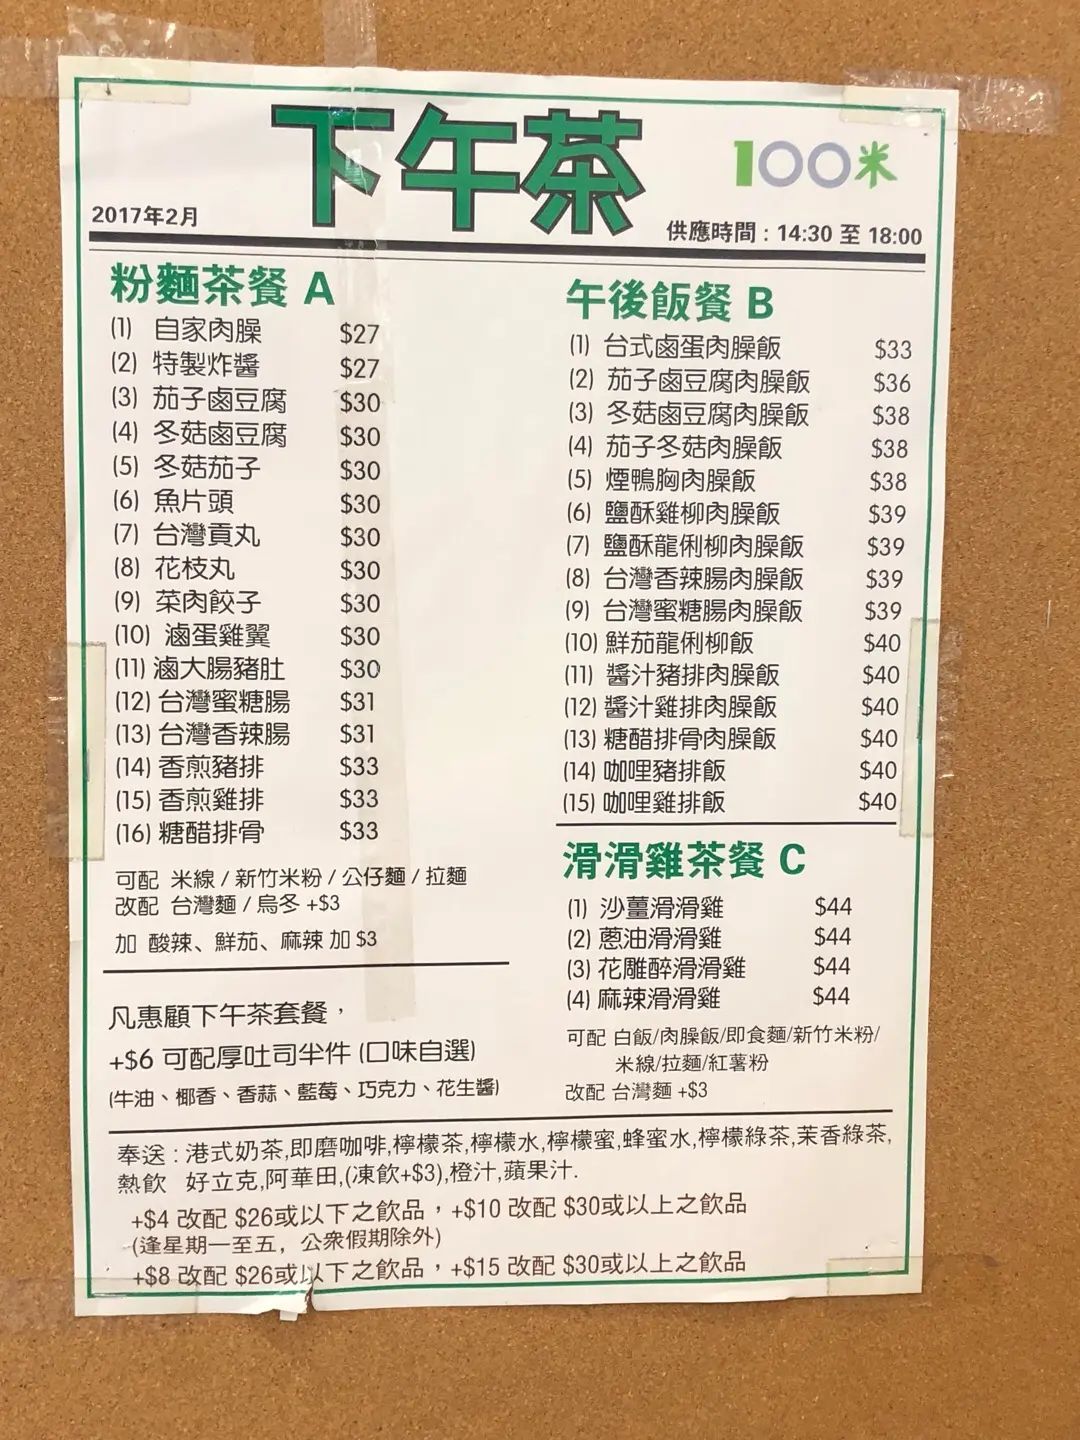 下午茶
100米
2017年2月
供應時間 : 14:30 至 18:00
粉麵茶餐 A
(1) 自家肉臊 $27
(2) 特製炸醬 $27
(3) 茄子鹵豆腐 $30
(4) 冬菇鹵豆腐 $30
(5) 冬菇茄子 $30
(6) 魚片頭 $30
(7) 台灣貢丸 $30
(8) 花枝丸 $30
(9) 菜肉餃子 $30
(10) 滷蛋雞翼 $30
(11) 滷大腸豬肚 $30
(12) 台灣蜜糖腸 $31
(13) 台灣香辣腸 $31
(14) 香煎豬排 $33
(15) 香煎雞排 $33
(16) 糖醋排骨 $33
可配 米線 / 新竹米粉 / 公仔麵 / 拉麵
改配 台灣麵 / 烏冬 +$3
加 酸辣、鮮茄、麻辣 加 $3
凡惠顧下午茶套餐，
+$6 可配厚吐司半件 (口味自選)
(牛油、椰香、香蒜、藍莓、巧克力、花生醬)
午後飯餐 B
(1) 台式鹵蛋肉臊飯 $33
(2) 茄子鹵豆腐肉臊飯 $36
(3) 冬菇鹵豆腐肉臊飯 $38
(4) 茄子冬菇肉臊飯 $38
(5) 煙鴨胸肉臊飯 $38
(6) 鹽酥雞柳肉臊飯 $39
(7) 鹽酥龍俐柳肉臊飯 $39
(8) 台灣香辣腸肉臊飯 $39
(9) 台灣蜜糖腸肉臊飯 $39
(10) 鮮茄龍俐柳飯 $40
(11) 醬汁豬排肉臊飯 $40
(12) 醬汁雞排肉臊飯 $40
(13) 糖醋排骨肉臊飯 $40
(14) 咖哩豬排飯 $40
(15) 咖哩雞排飯 $40
滑滑雞茶餐 C
(1) 沙薑滑滑雞 $44
(2) 蔥油滑滑雞 $44
(3) 花雕醉滑滑雞 $44
(4) 麻辣滑滑雞 $44
可配 白飯/肉臊飯/即食麵/新竹米粉/
米線/拉麵/紅薯粉
改配 台灣麵 +$3
奉送 : 港式奶茶,即磨咖啡,檸檬茶,檸檬水,檸檬蜜,蜂蜜水,檸檬綠茶,茉香綠茶,
熱飲 好立克,阿華田,(凍飲+$3),橙汁,蘋果汁.
+$4 改配 $26或以下之飲品，+$10 改配 $30或以上之飲品
(逢星期一至五，公眾假期除外)
+$8 改配 $26或以下之飲品，+$15 改配 $30或以上之飲品